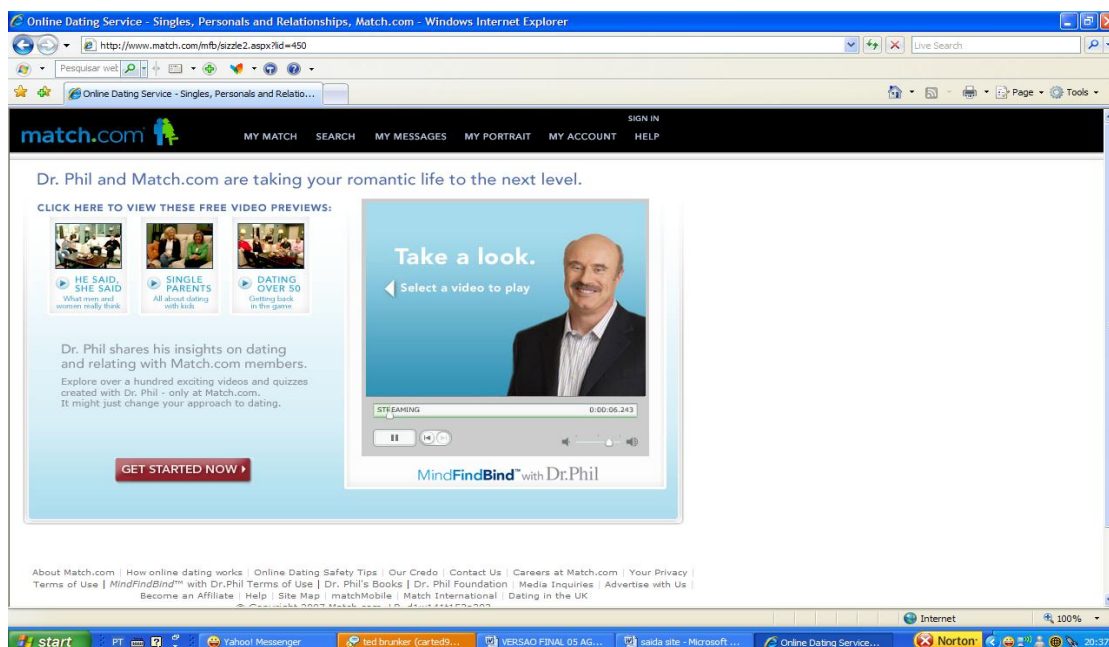 Online Dating Service - Singles, Personals and Relationships, Match.com - Windows Internet Explorer
http://www.match.com/mfb/sizzle2.aspx?lid=450
Live Search
Pesquisar web
Online Dating Service - Singles, Personals and Relatio...
Page
Tools
SIGN IN
match.com
MY MATCH SEARCH MY MESSAGES MY PORTRAIT MY ACCOUNT HELP
Dr. Phil and Match.com are taking your romantic life to the next level.
CLICK HERE TO VIEW THESE FREE VIDEO PREVIEWS:
HE SAID,
SHE SAID
What men and
women really think
SINGLE
PARENTS
All about dating
with kids
DATING
OVER 50
Getting back
in the game
Take a look.
Select a video to play
Dr. Phil shares his insights on dating
and relating with Match.com members.
Explore over a hundred exciting videos and quizzes
created with Dr. Phil - only at Match.com.
It might just change your approach to dating.
STREAMING 0:00:06.243
GET STARTED NOW
MindFindBind™ with Dr.Phil
About Match.com | How online dating works | Online Dating Safety Tips | Our Credo | Contact Us | Careers at Match.com | Your Privacy |
Terms of Use | MindFindBind™ with Dr.Phil Terms of Use | Dr. Phil's Books | Dr. Phil Foundation | Media Inquiries | Advertise with Us |
Become an Affiliate | Help | Site Map | matchMobile | Match International | Dating in the UK
Internet 100%
start PT Yahoo! Messenger ted brunker (carted9... VERSAO FINAL 05 AG... saida site - Microsoft ... Online Dating Service... Norton 20:37